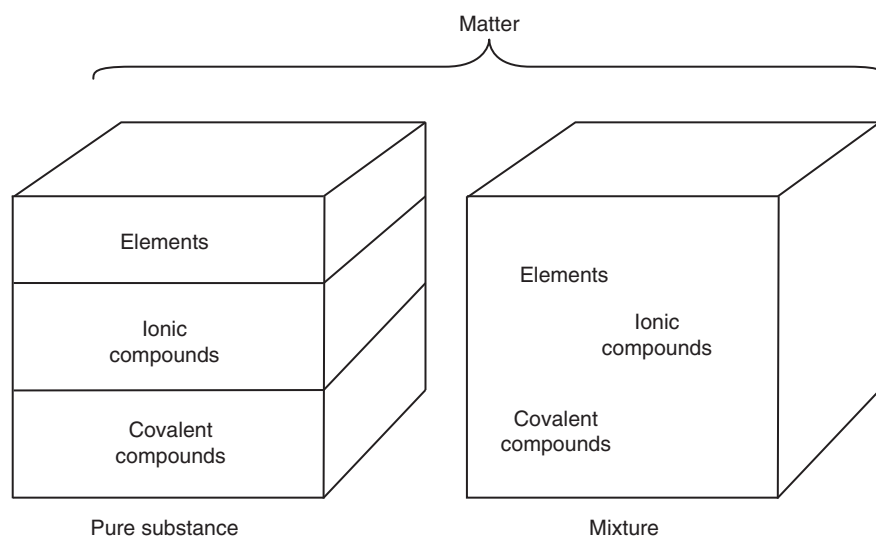 Matter
Elements
Ionic
compounds
Covalent
compounds
Pure substance
Elements
Ionic
compounds
Covalent
compounds
Mixture